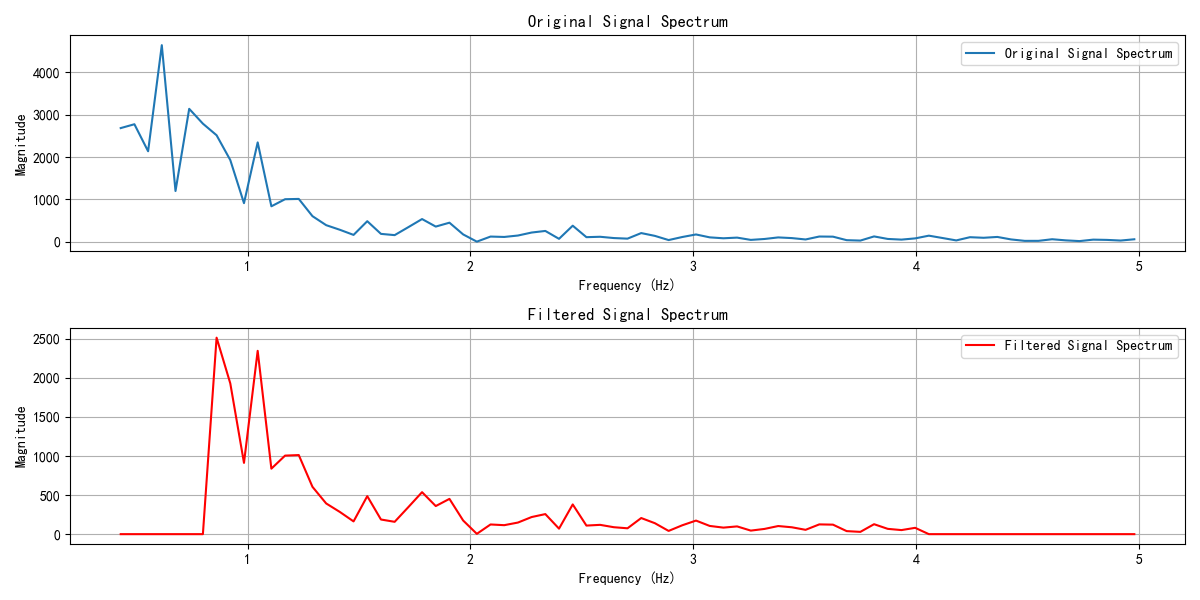 Original Signal Spectrum
Original Signal Spectrum
4000
3000
2000
1000
0
Magnitude
1 2 3 4 5
Frequency (Hz)
Filtered Signal Spectrum
Filtered Signal Spectrum
2500
2000
1500
1000
500
0
Magnitude
1 2 3 4 5
Frequency (Hz)